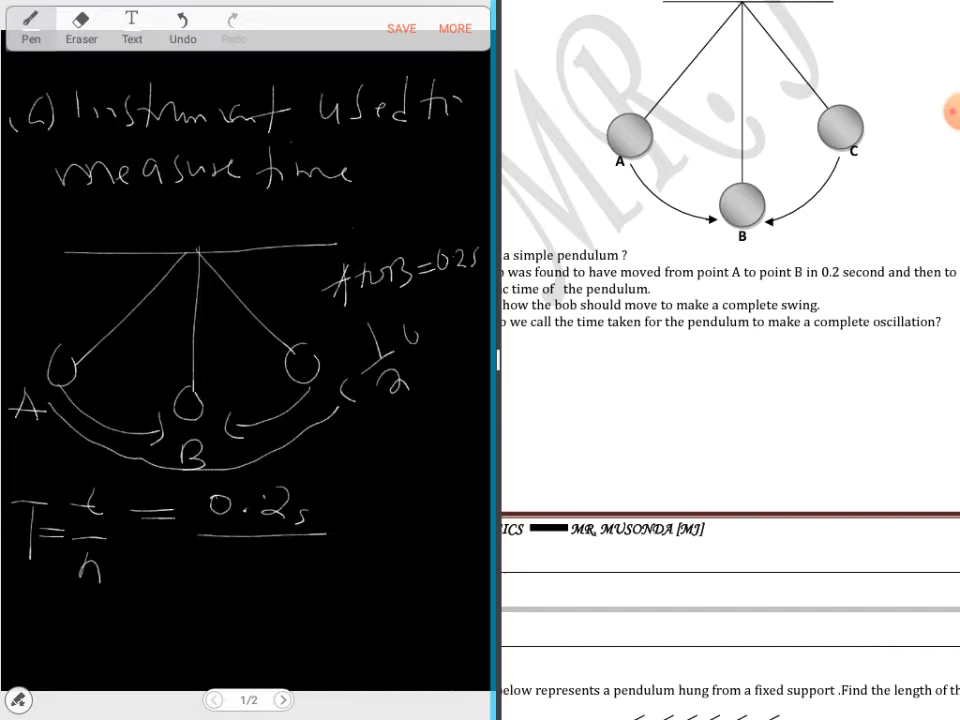 Pen
Eraser
Text
Undo
Redo
SAVE
MORE
(a) Instrument used to
measure time
A to B = 0.2s
1/2
A
B
C
T = t/n = 0.2s
1/2
MR. J
A
C
B
a simple pendulum ?
was found to have moved from point A to point B in 0.2 second and then to
c time of the pendulum.
how the bob should move to make a complete swing.
o we call the time taken for the pendulum to make a complete oscillation?
ICS MR, MUSONDA [MJ]
elow represents a pendulum hung from a fixed support .Find the length of th